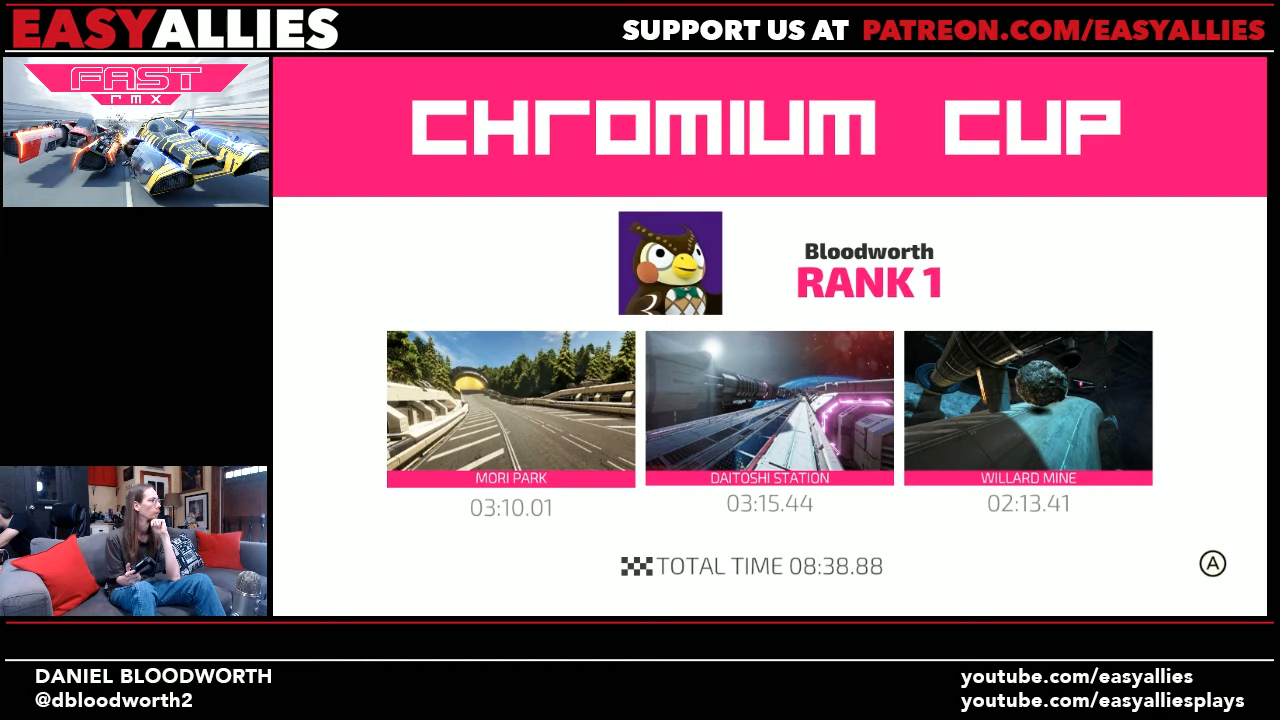 EASYALLIES
SUPPORT US AT PATREON.COM/EASYALLIES
FAST
rmx
CHROMIUM CUP
Bloodworth
RANK 1
MORI PARK
DAITOSHI STATION
WILLARD MINE
03:10.01
03:15.44
02:13.41
TOTAL TIME 08:38.88
A
DANIEL BLOODWORTH
@dbloodworth2
youtube.com/easyallies
youtube.com/easyalliesplays